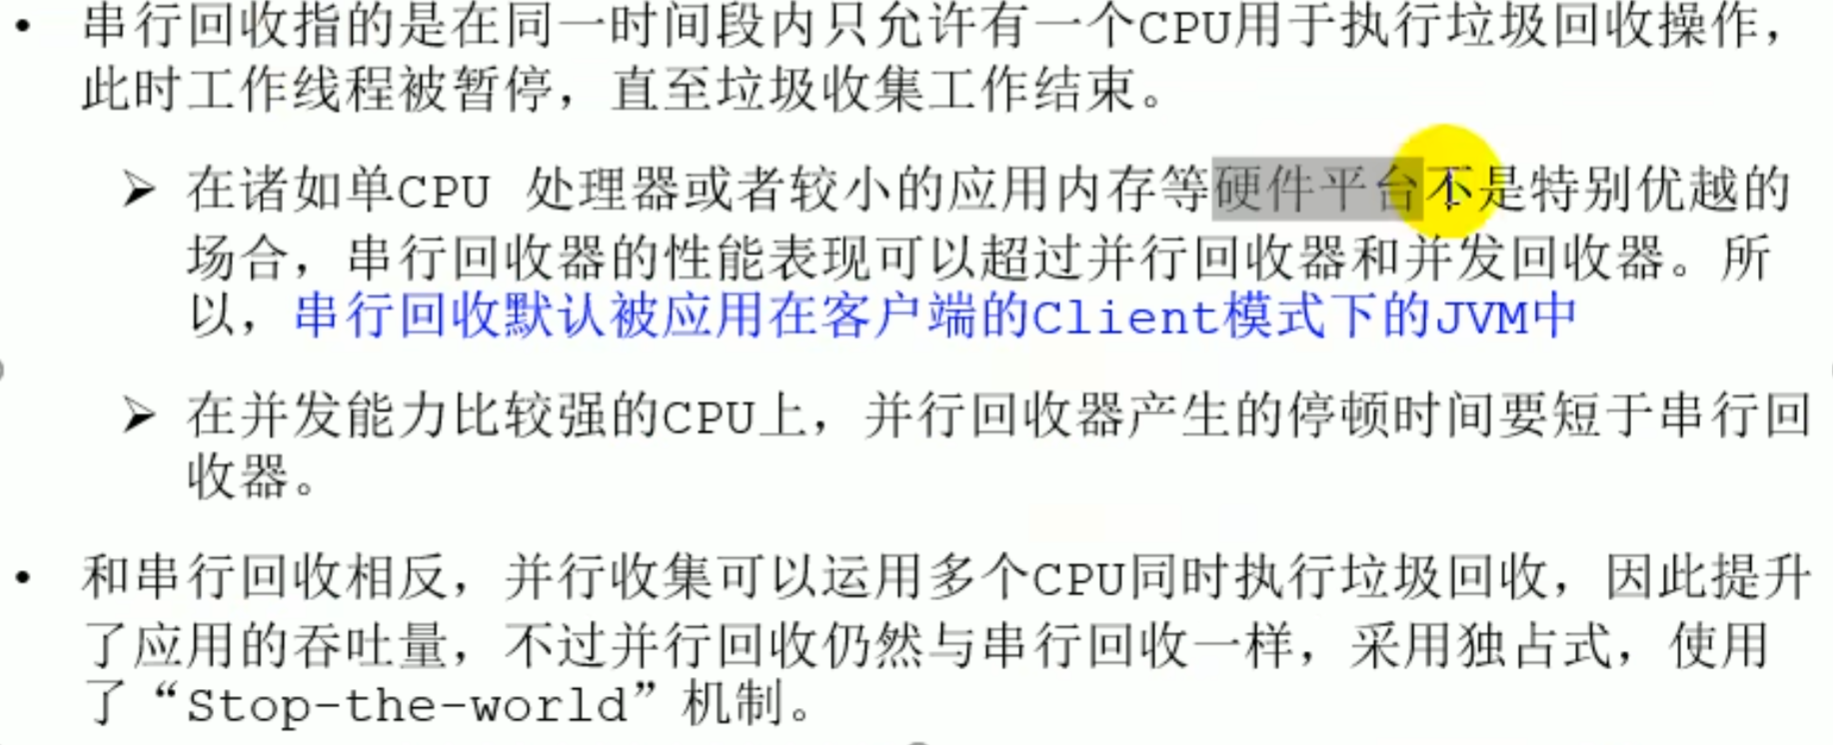 • 串行回收指的是在同一时间段内只允许有一个CPU用于执行垃圾回收操作，
此时工作线程被暂停，直至垃圾收集工作结束。
➢ 在诸如单CPU 处理器或者较小的应用内存等硬件平台不是特别优越的
场合，串行回收器的性能表现可以超过并行回收器和并发回收器。所
以，串行回收默认被应用在客户端的Client模式下的JVM中
➢ 在并发能力比较强的CPU上，并行回收器产生的停顿时间要短于串行回
收器。
• 和串行回收相反，并行收集可以运用多个CPU同时执行垃圾回收，因此提升
了应用的吞吐量，不过并行回收仍然与串行回收一样，采用独占式，使用
了“Stop-the-world”机制。